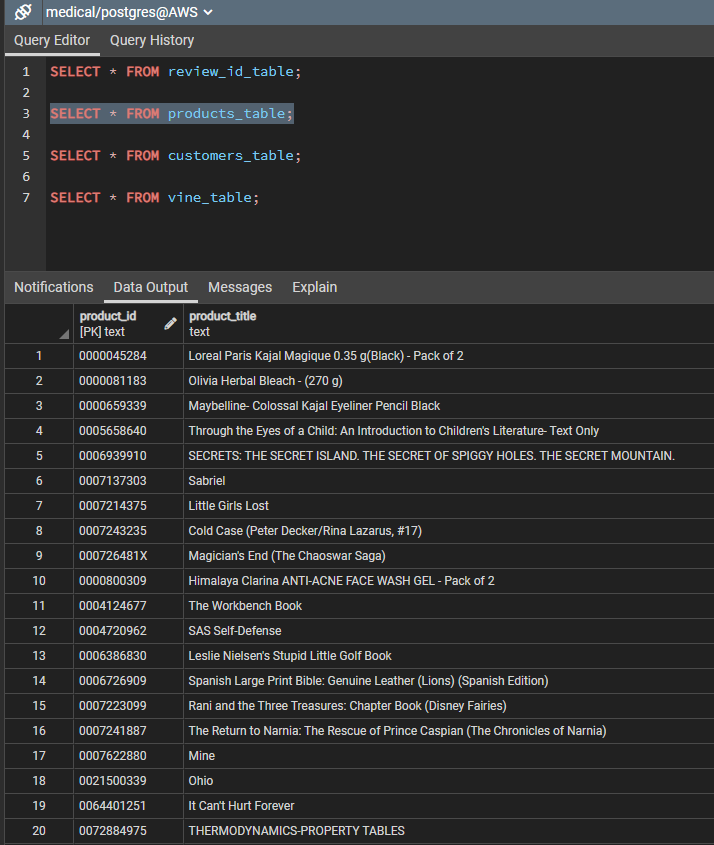 medical/postgres@AWS
Query Editor Query History
1 SELECT * FROM review_id_table;
2
3 SELECT * FROM products_table;
4
5 SELECT * FROM customers_table;
6
7 SELECT * FROM vine_table;
Notifications Data Output Messages Explain
product_id product_title
[PK] text text
1 0000045284 Loreal Paris Kajal Magique 0.35 g(Black) - Pack of 2
2 0000081183 Olivia Herbal Bleach - (270 g)
3 0000659339 Maybelline- Colossal Kajal Eyeliner Pencil Black
4 0005658640 Through the Eyes of a Child: An Introduction to Children's Literature- Text Only
5 0006939910 SECRETS: THE SECRET ISLAND. THE SECRET OF SPIGGY HOLES. THE SECRET MOUNTAIN.
6 0007137303 Sabriel
7 0007214375 Little Girls Lost
8 0007243235 Cold Case (Peter Decker/Rina Lazarus, #17)
9 000726481X Magician's End (The Chaoswar Saga)
10 0000800309 Himalaya Clarina ANTI-ACNE FACE WASH GEL - Pack of 2
11 0004124677 The Workbench Book
12 0004720962 SAS Self-Defense
13 0006386830 Leslie Nielsen's Stupid Little Golf Book
14 0006726909 Spanish Large Print Bible: Genuine Leather (Lions) (Spanish Edition)
15 0007223099 Rani and the Three Treasures: Chapter Book (Disney Fairies)
16 0007241887 The Return to Narnia: The Rescue of Prince Caspian (The Chronicles of Narnia)
17 0007622880 Mine
18 0021500339 Ohio
19 0064401251 It Can't Hurt Forever
20 0072884975 THERMODYNAMICS-PROPERTY TABLES